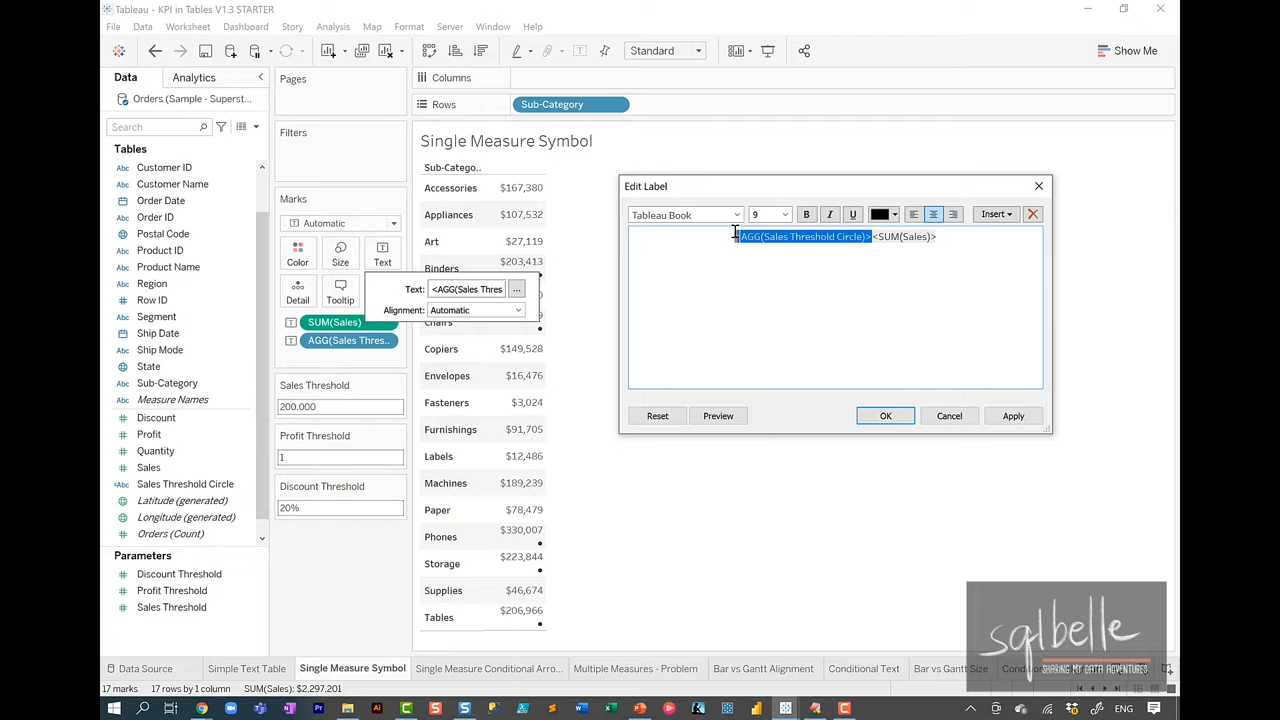 Tableau - KPI in Tables V1.3 STARTER
File Data Worksheet Dashboard Story Analysis Map Format Server Window Help
Standard
Show Me
Data Analytics
Orders (Sample - Superst...
Search
Tables
Customer ID
Customer Name
Order Date
Order ID
Postal Code
Product ID
Product Name
Region
Row ID
Segment
Ship Date
Ship Mode
State
Sub-Category
Measure Names
Discount
Profit
Quantity
Sales
Sales Threshold Circle
Latitude (generated)
Longitude (generated)
Orders (Count)
Parameters
Discount Threshold
Profit Threshold
Sales Threshold
Pages
Filters
Marks
Automatic
Color Size Text
Detail Tooltip
Text: <AGG(Sales Thres ...
Alignment: Automatic
SUM(Sales)
AGG(Sales Thres..
Sales Threshold
200,000
Profit Threshold
1
Discount Threshold
20%
Columns
Rows Sub-Category
Single Measure Symbol
Sub-Catego..
Accessories $167,380
Appliances $107,532
Art $27,119
Binders $203,413
Chairs
Copiers $149,528
Envelopes $16,476
Fasteners $3,024
Furnishings $91,705
Labels $12,486
Machines $189,239
Paper $78,479
Phones $330,007
Storage $223,844
Supplies $46,674
Tables $206,966
Edit Label
Tableau Book 9 B I U Insert
<AGG(Sales Threshold Circle)><SUM(Sales)>
Reset Preview OK Cancel Apply
sqlbelle
SHARING MY DATA ADVENTURES
Data Source Simple Text Table Single Measure Symbol Single Measure Conditional Arro... Multiple Measures - Problem Bar vs Gantt Alignment Conditional Text Bar vs Gantt Size
17 marks 17 rows by 1 column SUM(Sales): $2,297,201
ENG